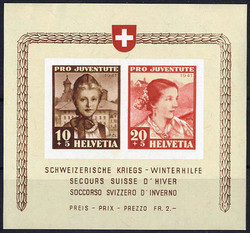 PRO JUVENTUTE
1941
10
+5
HELVETIA
PRO JUVENTUTE
1941
20
+5
HELVETIA
SCHWEIZERISCHE KRIEGS - WINTERHILFE
SECOURS SUISSE D'HIVER
SOCCORSO SVIZZERO D'INVERNO
PREIS - PRIX - PREZZO FR. 2.-